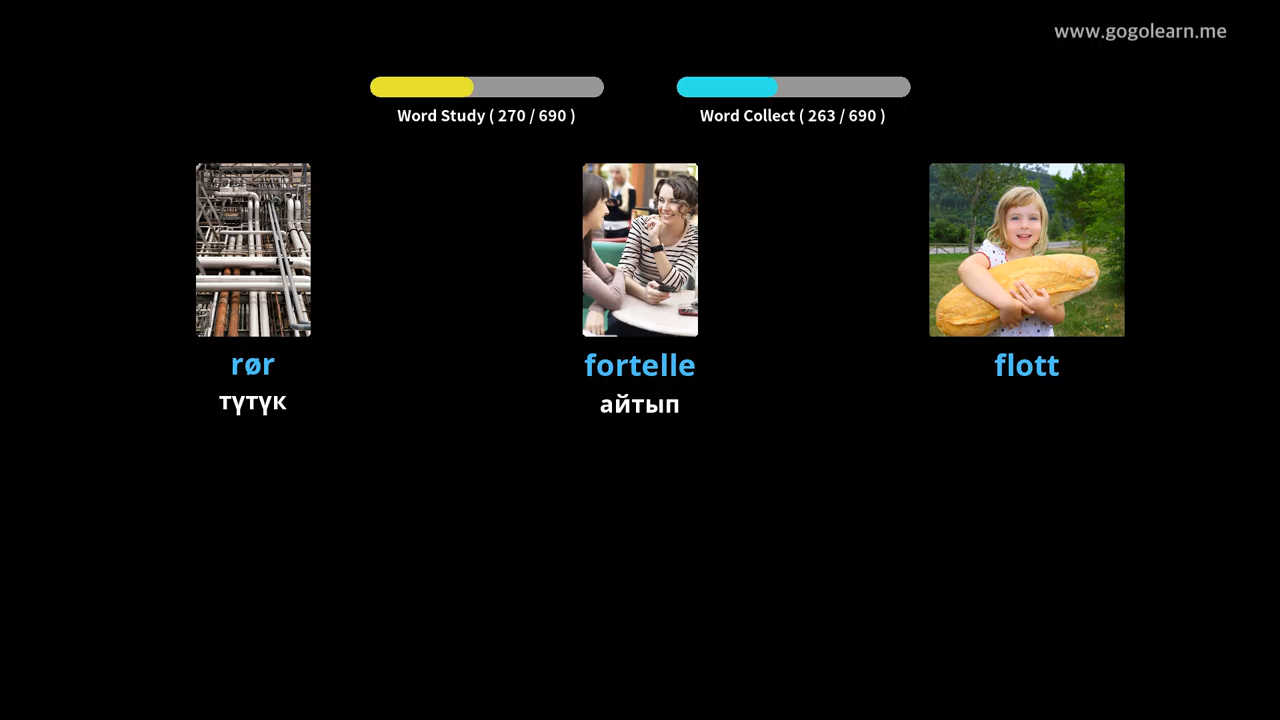 www.gogolearn.me
Word Study ( 270 / 690 )
Word Collect ( 263 / 690 )
rør
fortelle
flott
түтүк
айтып